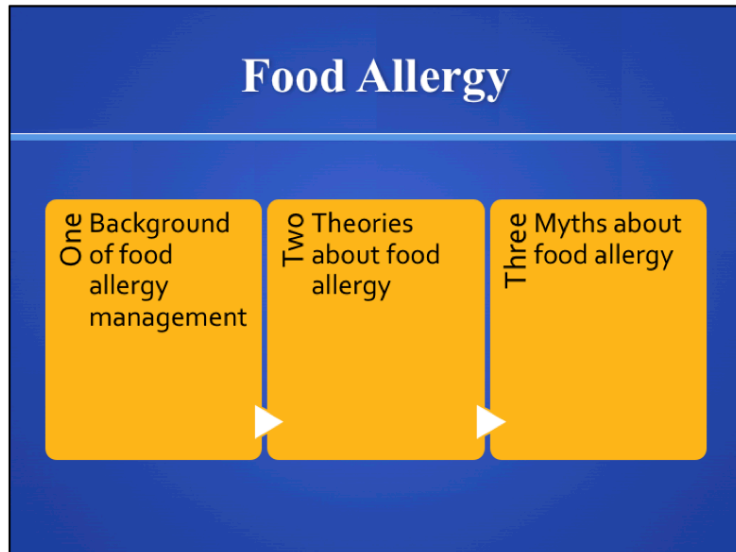 Food Allergy
One
Background
of food
allergy
management
Two
Theories
about food
allergy
Three
Myths about
food allergy